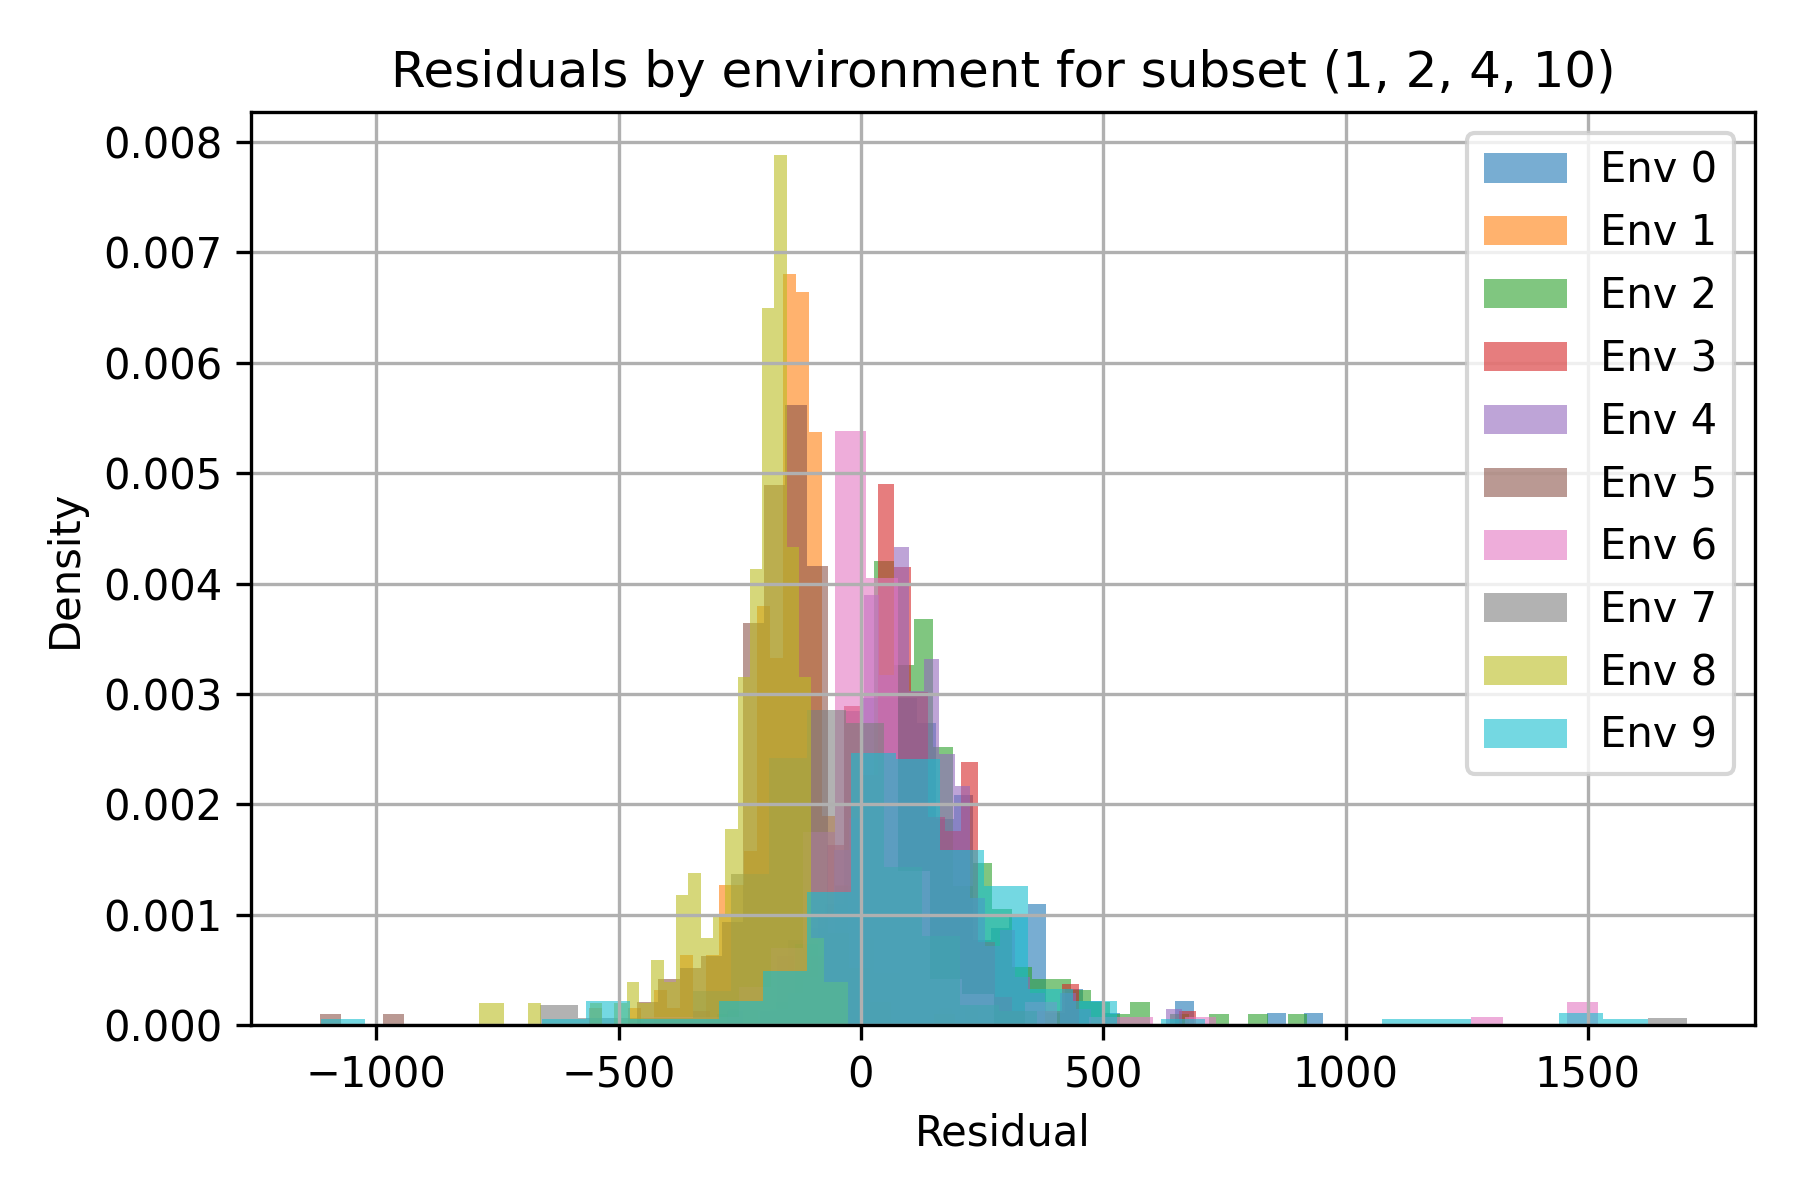 Residuals by environment for subset (1, 2, 4, 10)
0.008
0.007
0.006
0.005
0.004
0.003
0.002
0.001
0.000
Density
−1000
−500
0
500
1000
1500
Residual
Env 0
Env 1
Env 2
Env 3
Env 4
Env 5
Env 6
Env 7
Env 8
Env 9